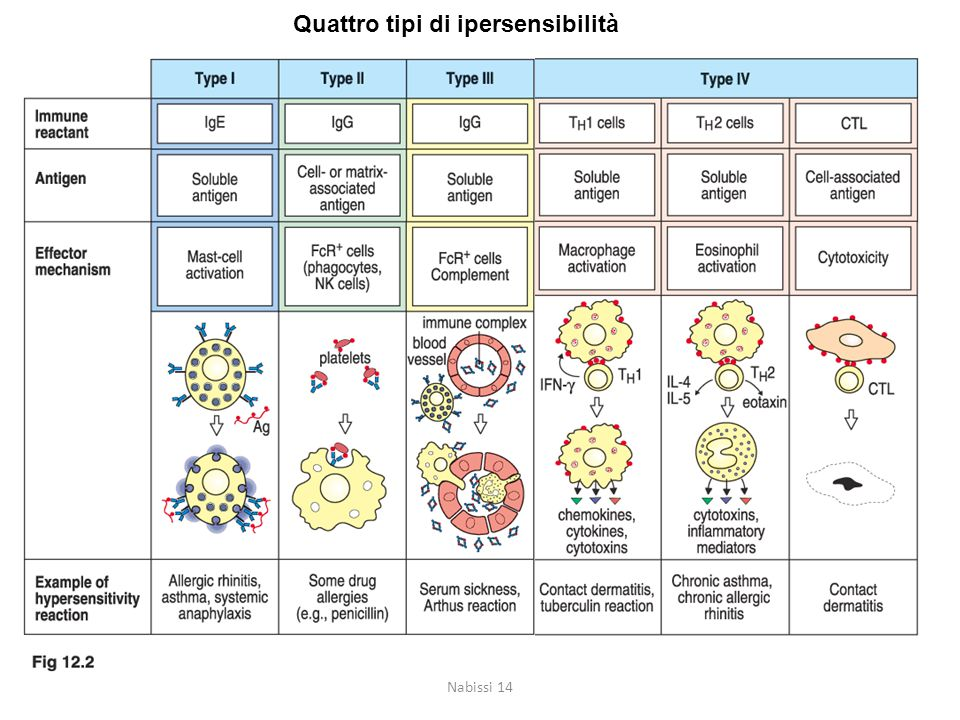 Quattro tipi di ipersensibilità
Type I
Type II
Type III
Type IV
Immune
reactant
IgE
IgG
IgG
TH1 cells
TH2 cells
CTL
Antigen
Soluble
antigen
Cell- or matrix-
associated
antigen
Soluble
antigen
Soluble
antigen
Soluble
antigen
Cell-associated
antigen
Effector
mechanism
Mast-cell
activation
FcR+ cells
(phagocytes,
NK cells)
FcR+ cells
Complement
Macrophage
activation
Eosinophil
activation
Cytotoxicity
Ag
platelets
immune complex
blood
vessel
IFN-γ
TH1
chemokines,
cytokines,
cytotoxins
IL-4
IL-5
TH2
eotaxin
cytotoxins,
inflammatory
mediators
CTL
Example of
hypersensitivity
reaction
Allergic rhinitis,
asthma, systemic
anaphylaxis
Some drug
allergies
(e.g., penicillin)
Serum sickness,
Arthus reaction
Contact dermatitis,
tuberculin reaction
Chronic asthma,
chronic allergic
rhinitis
Contact
dermatitis
Fig 12.2
Nabissi 14